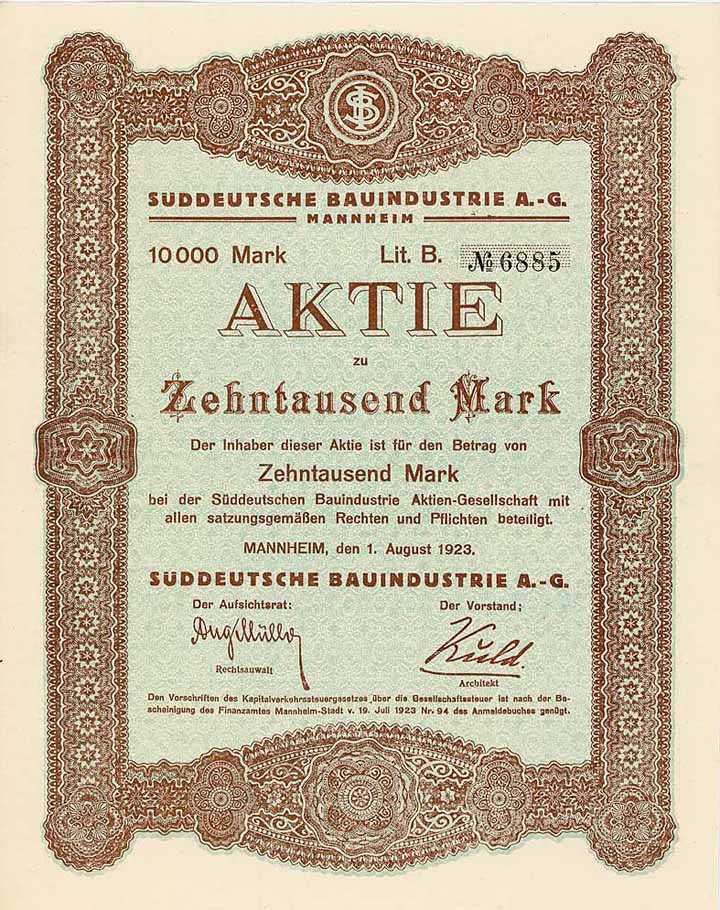 SÜDDEUTSCHE BAUINDUSTRIE A.-G.
MANNHEIM
10000 Mark Lit. B. № 6885
AKTIE
zu
Zehntausend Mark
Der Inhaber dieser Aktie ist für den Betrag von
Zehntausend Mark
bei der Süddeutschen Bauindustrie Aktien-Gesellschaft mit
allen satzungsgemäßen Rechten und Pflichten beteiligt.
MANNHEIM, den 1. August 1923.
SÜDDEUTSCHE BAUINDUSTRIE A.-G.
Der Aufsichtsrat: Der Vorstand:
Rechtsanwalt
Architekt
Den Vorschriften des Kapitalverkehrssteuergesetzes über die Gesellschaftssteuer ist nach der Be-
scheinigung des Finanzamtes Mannheim-Stadt v. 19. Juli 1923 Nr. 94 des Anmeldebuches genügt.